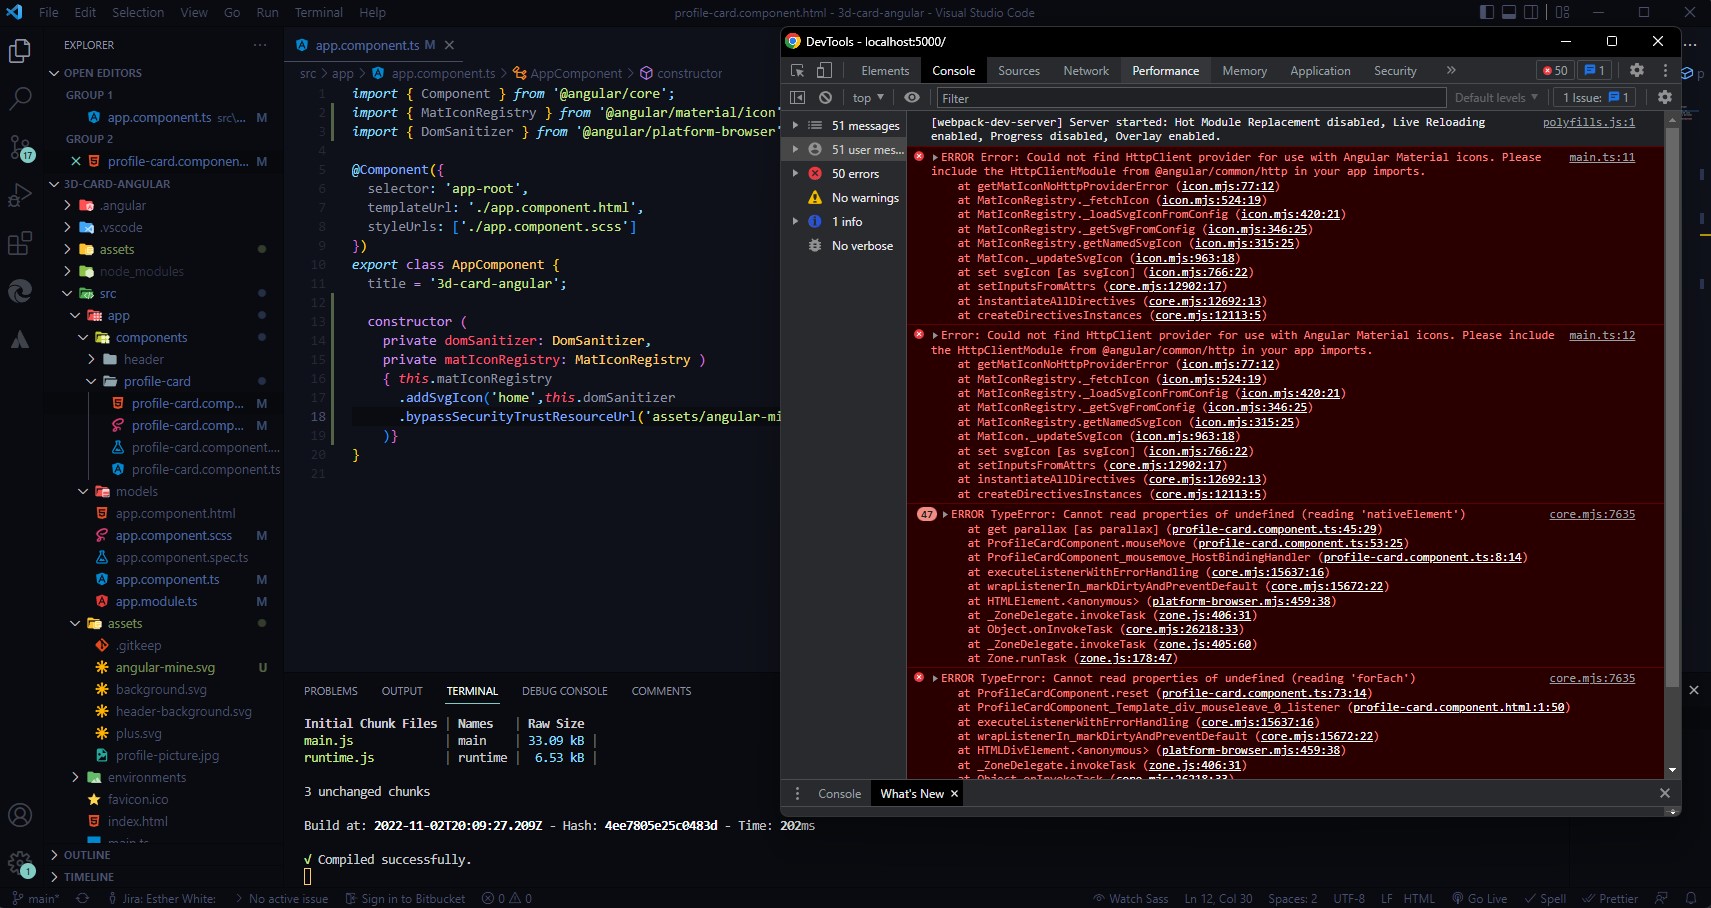 File Edit Selection View Go Run Terminal Help
profile-card.component.html - 3d-card-angular - Visual Studio Code
EXPLORER
OPEN EDITORS
GROUP 1
app.component.ts src\... M
GROUP 2
profile-card.componen... M
3D-CARD-ANGULAR
.angular
.vscode
assets
node_modules
src
app
components
header
profile-card
profile-card.comp... M
profile-card.comp... M
profile-card.component....
profile-card.component.ts
models
app.component.html
app.component.scss M
app.component.spec.ts
app.component.ts M
app.module.ts M
assets
.gitkeep
angular-mine.svg U
background.svg
header-background.svg
plus.svg
profile-picture.jpg
environments
favicon.ico
index.html
main.ts
OUTLINE
TIMELINE
17
1
app.component.ts M
src > app > app.component.ts > AppComponent > constructor
1 import { Component } from '@angular/core';
2 import { MatIconRegistry } from '@angular/material/icon'
3 import { DomSanitizer } from '@angular/platform-browser'
4
5 @Component({
6 selector: 'app-root',
7 templateUrl: './app.component.html',
8 styleUrls: ['./app.component.scss']
9 })
10 export class AppComponent {
11 title = '3d-card-angular';
12
13 constructor (
14 private domSanitizer: DomSanitizer,
15 private matIconRegistry: MatIconRegistry )
16 { this.matIconRegistry
17 .addSvgIcon('home',this.domSanitizer
18 .bypassSecurityTrustResourceUrl('assets/angular-mi
19 )}
20 }
21
PROBLEMS OUTPUT TERMINAL DEBUG CONSOLE COMMENTS
Initial Chunk Files | Names | Raw Size
main.js | main | 33.09 kB |
runtime.js | runtime | 6.53 kB |
3 unchanged chunks
Build at: 2022-11-02T20:09:27.209Z - Hash: 4ee7805e25c0483d - Time: 202ms
√ Compiled successfully.
DevTools - localhost:5000/
Elements Console Sources Network Performance Memory Application Security » 50 1
top Filter Default levels 1 Issue: 1
51 messages
51 user mes...
50 errors
No warnings
1 info
No verbose
[webpack-dev-server] Server started: Hot Module Replacement disabled, Live Reloading polyfills.js:1
enabled, Progress disabled, Overlay enabled.
ERROR Error: Could not find HttpClient provider for use with Angular Material icons. Please main.ts:11
include the HttpClientModule from @angular/common/http in your app imports.
at getMatIconNoHttpProviderError (icon.mjs:77:12)
at MatIconRegistry._fetchIcon (icon.mjs:524:19)
at MatIconRegistry._loadSvgIconFromConfig (icon.mjs:420:21)
at MatIconRegistry._getSvgFromConfig (icon.mjs:346:25)
at MatIconRegistry.getNamedSvgIcon (icon.mjs:315:25)
at MatIcon._updateSvgIcon (icon.mjs:963:18)
at set svgIcon [as svgIcon] (icon.mjs:766:22)
at setInputsFromAttrs (core.mjs:12902:17)
at instantiateAllDirectives (core.mjs:12692:13)
at createDirectivesInstances (core.mjs:12113:5)
Error: Could not find HttpClient provider for use with Angular Material icons. Please include main.ts:12
the HttpClientModule from @angular/common/http in your app imports.
at getMatIconNoHttpProviderError (icon.mjs:77:12)
at MatIconRegistry._fetchIcon (icon.mjs:524:19)
at MatIconRegistry._loadSvgIconFromConfig (icon.mjs:420:21)
at MatIconRegistry._getSvgFromConfig (icon.mjs:346:25)
at MatIconRegistry.getNamedSvgIcon (icon.mjs:315:25)
at MatIcon._updateSvgIcon (icon.mjs:963:18)
at set svgIcon [as svgIcon] (icon.mjs:766:22)
at setInputsFromAttrs (core.mjs:12902:17)
at instantiateAllDirectives (core.mjs:12692:13)
at createDirectivesInstances (core.mjs:12113:5)
47 ERROR TypeError: Cannot read properties of undefined (reading 'nativeElement') core.mjs:7635
at get parallax [as parallax] (profile-card.component.ts:45:29)
at ProfileCardComponent.mouseMove (profile-card.component.ts:53:25)
at ProfileCardComponent_mousemove_HostBindingHandler (profile-card.component.ts:8:14)
at executeListenerWithErrorHandling (core.mjs:15637:16)
at wrapListenerIn_markDirtyAndPreventDefault (core.mjs:15672:22)
at HTMLElement.<anonymous> (platform-browser.mjs:459:38)
at _ZoneDelegate.invokeTask (zone.js:406:31)
at Object.onInvokeTask (core.mjs:26218:33)
at _ZoneDelegate.invokeTask (zone.js:405:60)
at Zone.runTask (zone.js:178:47)
ERROR TypeError: Cannot read properties of undefined (reading 'forEach') core.mjs:7635
at ProfileCardComponent.reset (profile-card.component.ts:73:14)
at ProfileCardComponent_Template_div_mouseleave_0_listener (profile-card.component.html:1:50)
at executeListenerWithErrorHandling (core.mjs:15637:16)
at wrapListenerIn_markDirtyAndPreventDefault (core.mjs:15672:22)
at HTMLDivElement.<anonymous> (platform-browser.mjs:459:38)
at _ZoneDelegate.invokeTask (zone.js:406:31)
at Object.onInvokeTask (core.mjs:26218:33)
Console What's New
main* Jira: Esther White: No active issue Sign in to Bitbucket 0 0
Watch Sass Ln 12, Col 30 Spaces: 2 UTF-8 LF HTML Go Live Spell Prettier